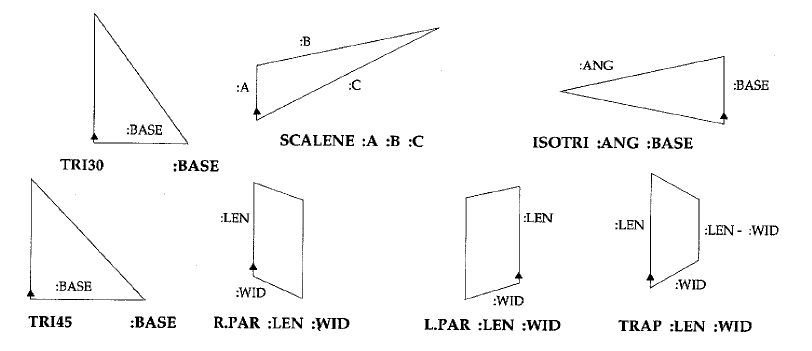 :B
:A
:C
:ANG
:BASE
:BASE
SCALENE :A :B :C
ISOTRI :ANG :BASE
TRI30 :BASE
:LEN
:LEN
:LEN
:LEN - :WID
:BASE
:WID
:WID
:WID
TRI45 :BASE
R.PAR :LEN :WID
L.PAR :LEN :WID
TRAP :LEN :WID